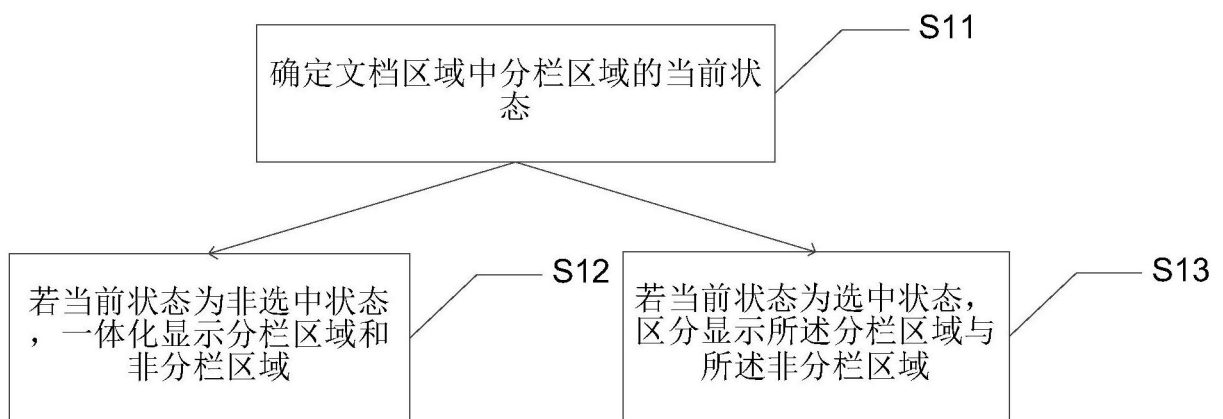 S11
确定文档区域中分栏区域的当前状
态
S12
若当前状态为非选中状态
，一体化显示分栏区域和
非分栏区域
S13
若当前状态为选中状态，
区分显示所述分栏区域与
所述非分栏区域